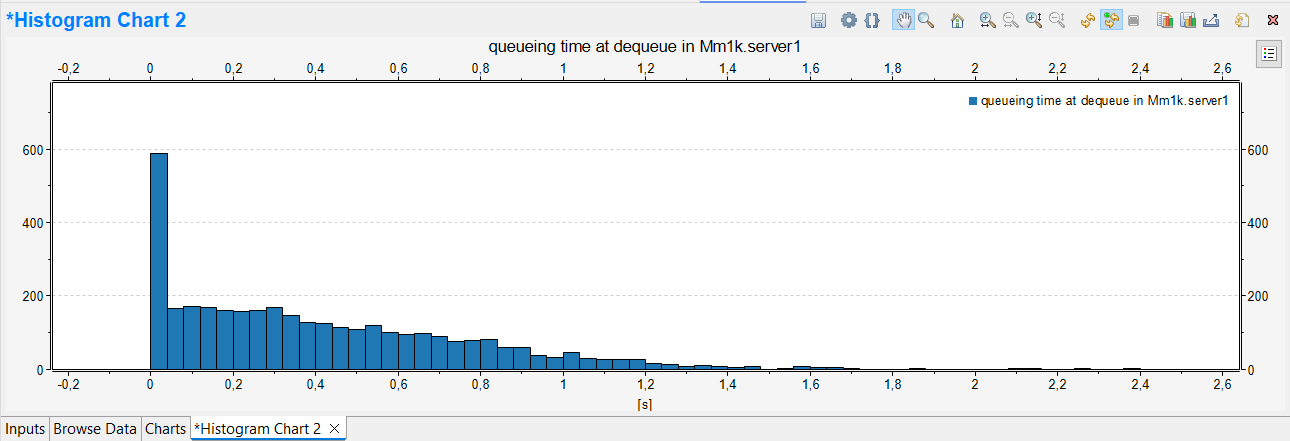 *Histogram Chart 2
queueing time at dequeue in Mm1k.server1
-0,2 0 0,2 0,4 0,6 0,8 1 1,2 1,4 1,6 1,8 2 2,2 2,4 2,6
queueing time at dequeue in Mm1k.server1
600 600
400 400
200 200
0 0
-0,2 0 0,2 0,4 0,6 0,8 1 1,2 1,4 1,6 1,8 2 2,2 2,4 2,6
[s]
Inputs Browse Data Charts *Histogram Chart 2